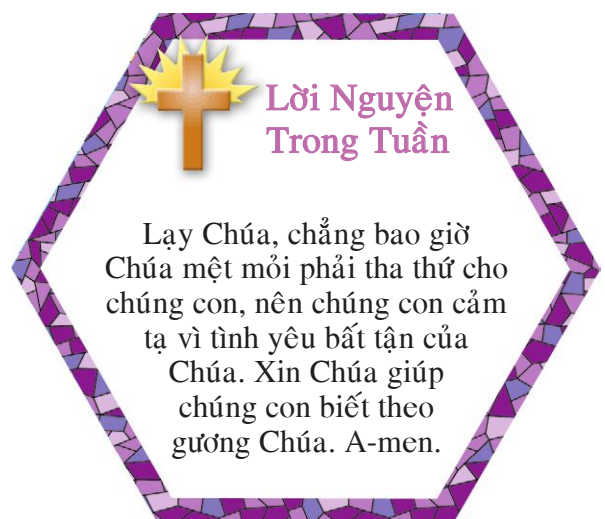 Lời Nguyện
Trong Tuần
Lạy Chúa, chẳng bao giờ
Chúa mệt mỏi phải tha thứ cho
chúng con, nên chúng con cảm
tạ vì tình yêu bất tận của
Chúa. Xin Chúa giúp
chúng con biết theo
gương Chúa. A-men.